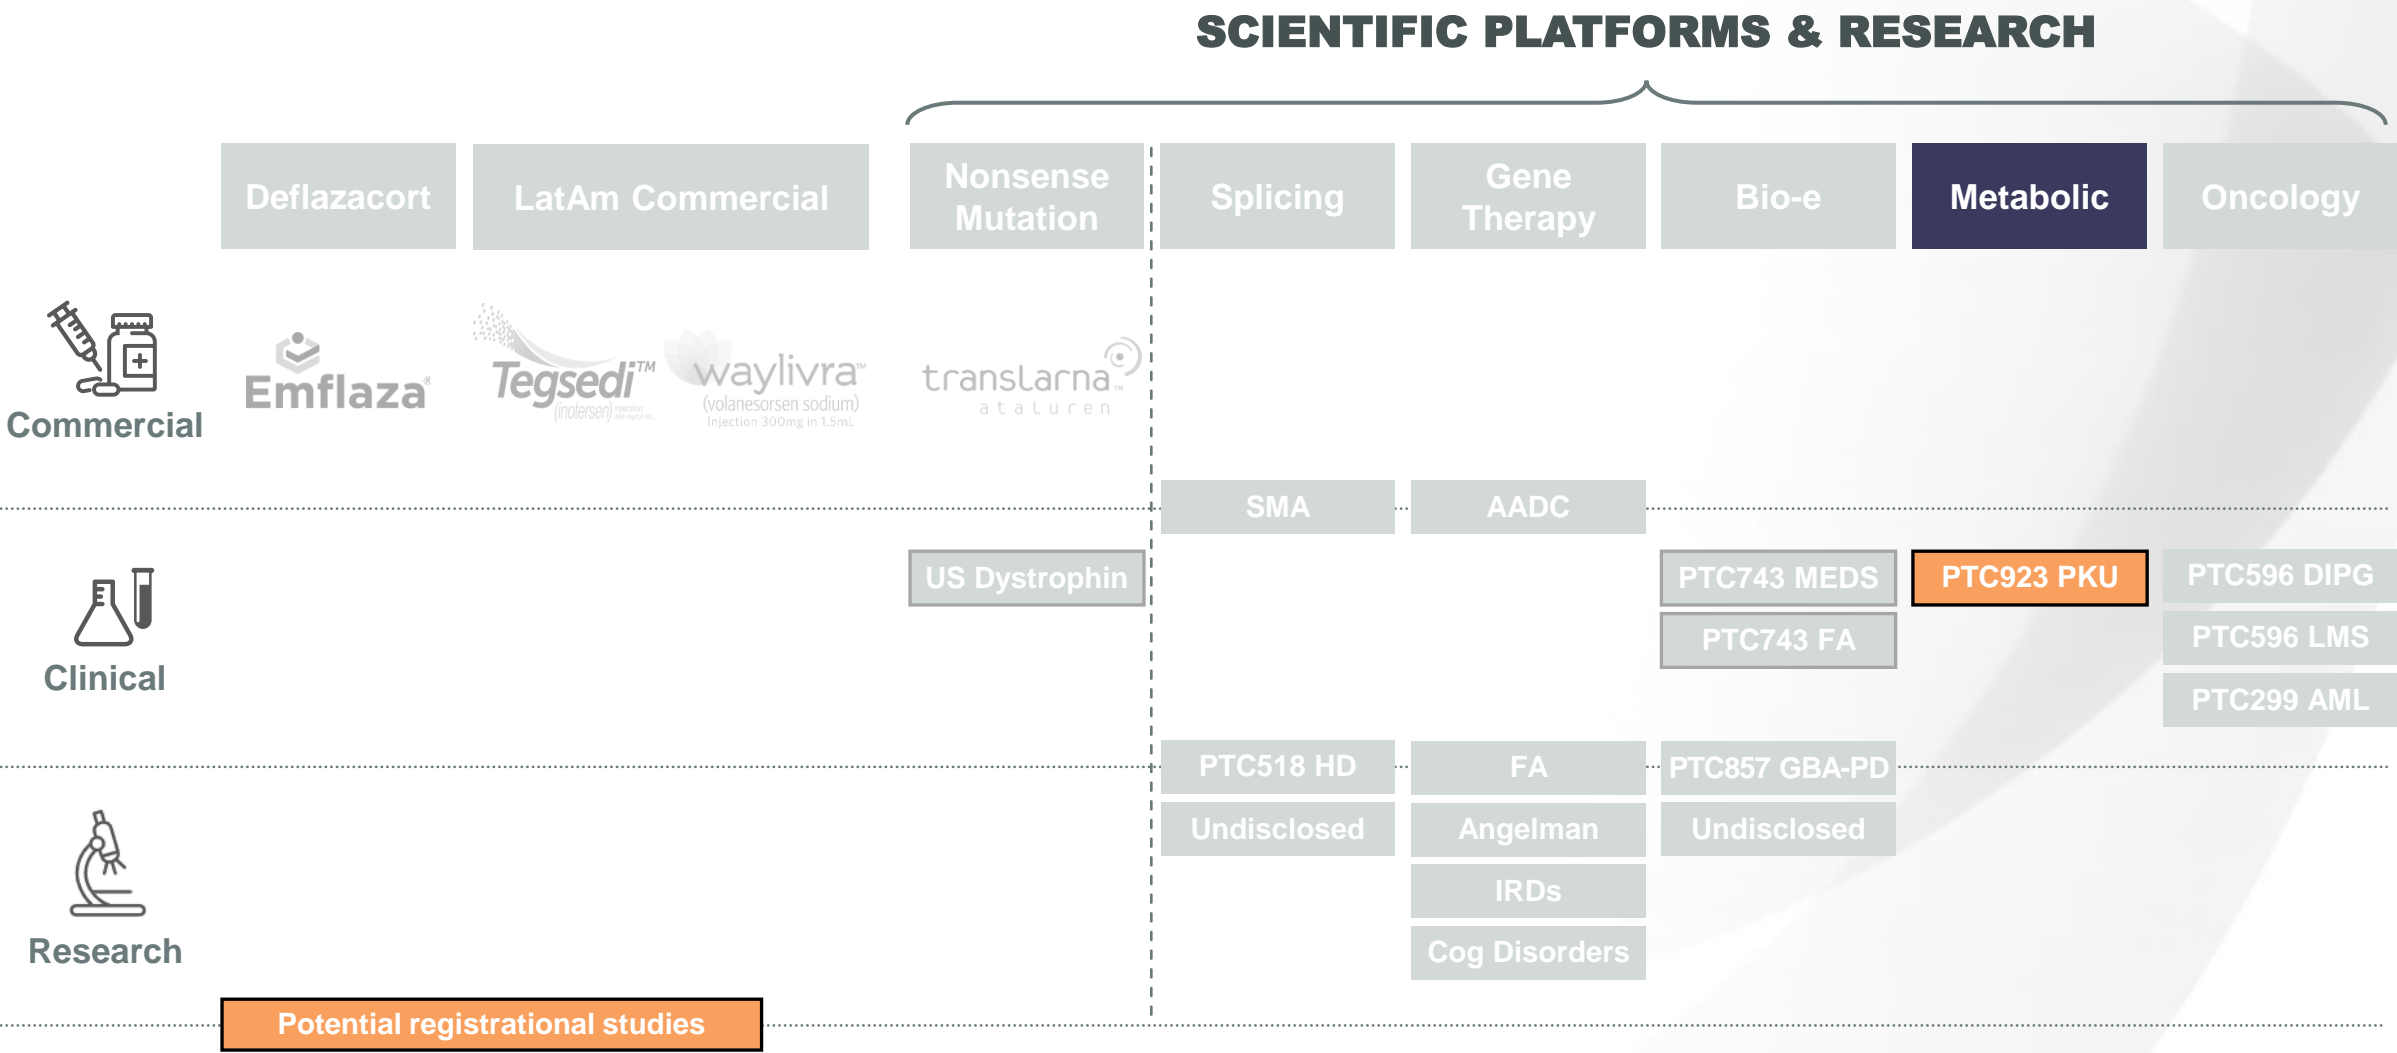 SCIENTIFIC PLATFORMS & RESEARCH
Deflazacort
LatAm Commercial
Nonsense
Mutation
Splicing
Gene
Therapy
Bio-e
Metabolic
Oncology
Commercial
Emflaza®
Tegsedi™
(inotersen)
waylivra™
(volanesorsen sodium)
Injection 300mg in 1.5mL
translarna™
ataluren
SMA
AADC
Clinical
US Dystrophin
PTC743 MEDS
PTC923 PKU
PTC596 DIPG
PTC743 FA
PTC596 LMS
PTC299 AML
PTC518 HD
FA
PTC857 GBA-PD
Research
Undisclosed
Angelman
Undisclosed
IRDs
Cog Disorders
Potential registrational studies